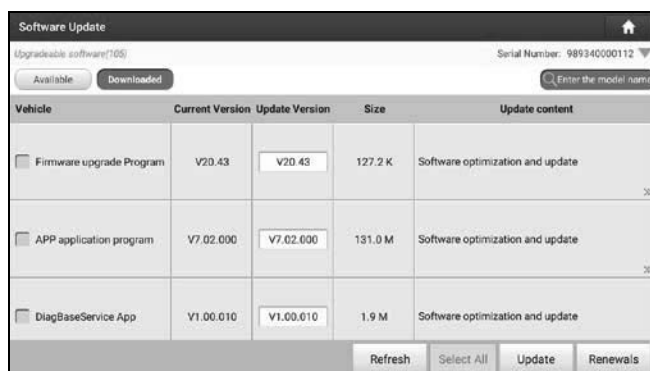 Software Update
Upgradeable software(105)
Serial Number: 989340000112
Available Downloaded Enter the model name
Vehicle Current Version Update Version Size Update content
Firmware upgrade Program V20.43 V20.43 127.2 K Software optimization and update
APP application program V7.02.000 V7.02.000 131.0 M Software optimization and update
DiagBaseService App V1.00.010 V1.00.010 1.9 M Software optimization and update
Refresh Select All Update Renewals